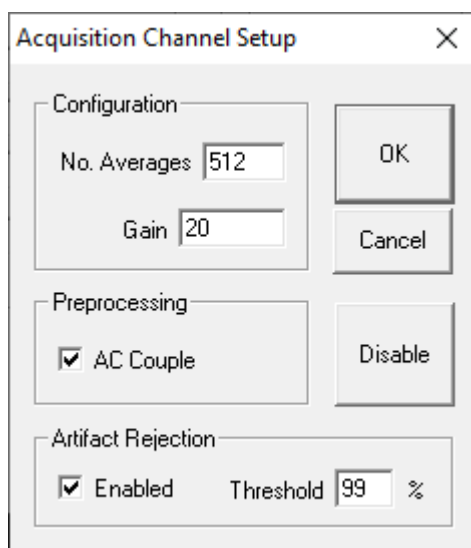 Acquisition Channel Setup
Configuration
No. Averages 512
Gain 20
OK
Cancel
Preprocessing
AC Couple
Disable
Artifact Rejection
Enabled Threshold 99 %